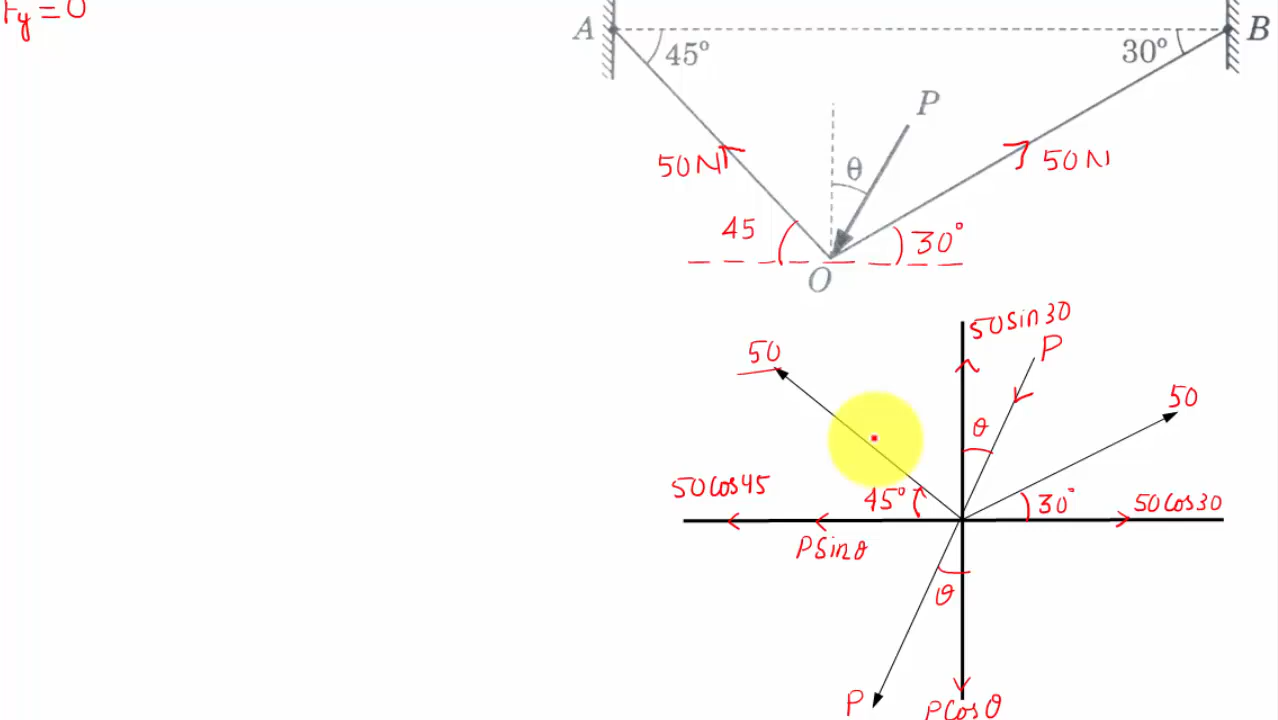 Fy = 0
A
B
45°
30°
P
θ
50N
50N
45
30°
O
50sin30
P
50
50
θ
50cos45
45°
30°
50cos30
Psinθ
θ
P
Pcosθ